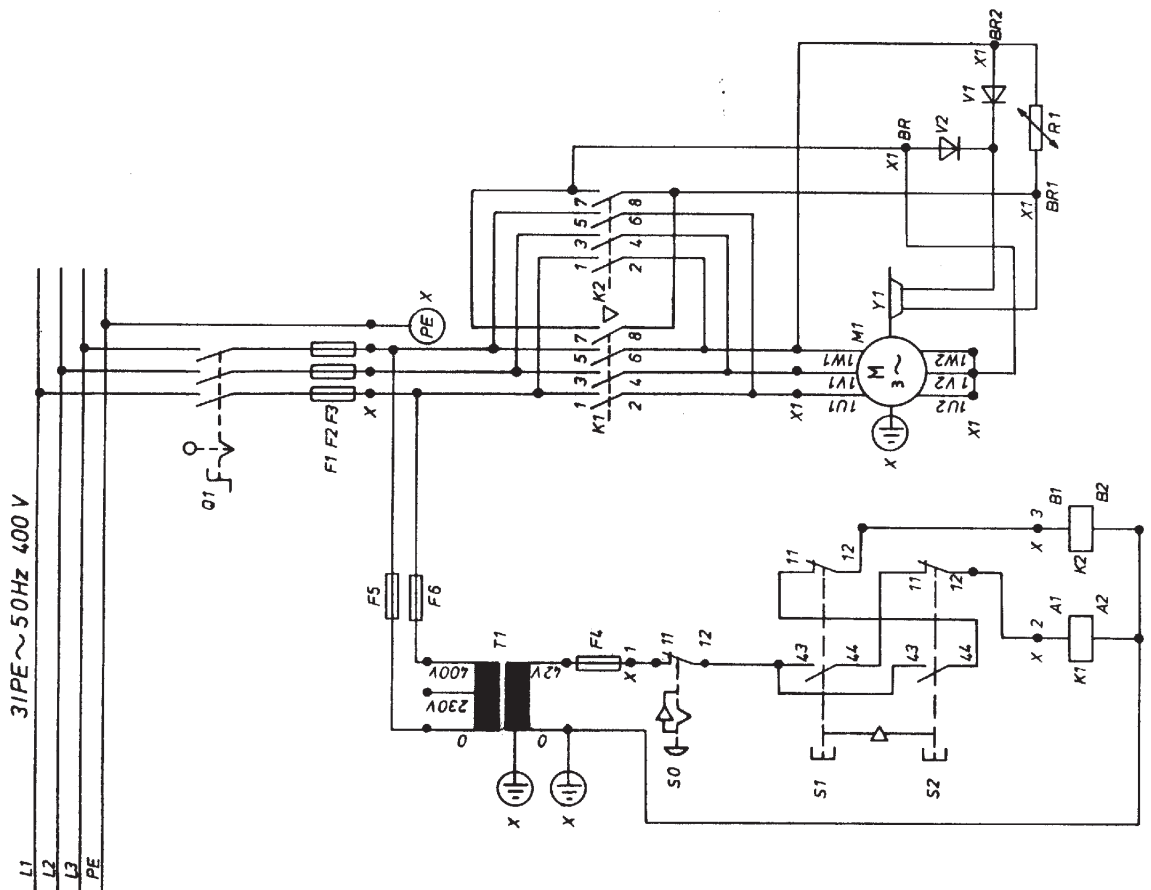 3/PE ~ 50Hz 400 V
L1
L2
L3
PE
Q1
F1 F2 F3
X
PE
X
F5
F6
400V
230V
0
T1
42V
0
X
X
F4
X 1
S0
11
12
S1
43
44
11
12
S2
43
44
11
12
X 2
K1
A1
A2
X 3
K2
B1
B2
K1
1
3
5
7
2
4
6
8
K2
1
3
5
7
2
4
6
8
X1
1U1
1V1
1W1
M1
M
3
~
X
1U2
1V2
1W2
X1
Y1
X1
BR
V2
V1
X1
BR2
R1
X1
BR1